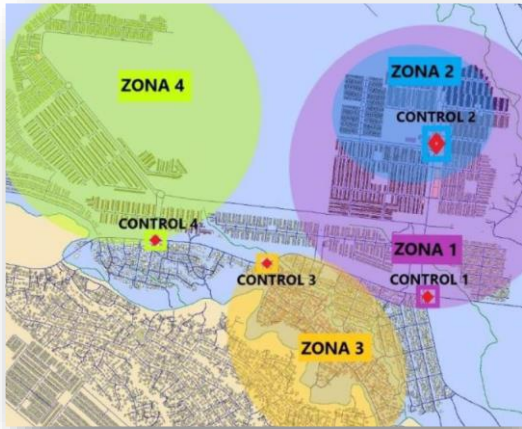 ZONA 4
ZONA 2
CONTROL 2
CONTROL 4
ZONA 1
CONTROL 3
CONTROL 1
ZONA 3